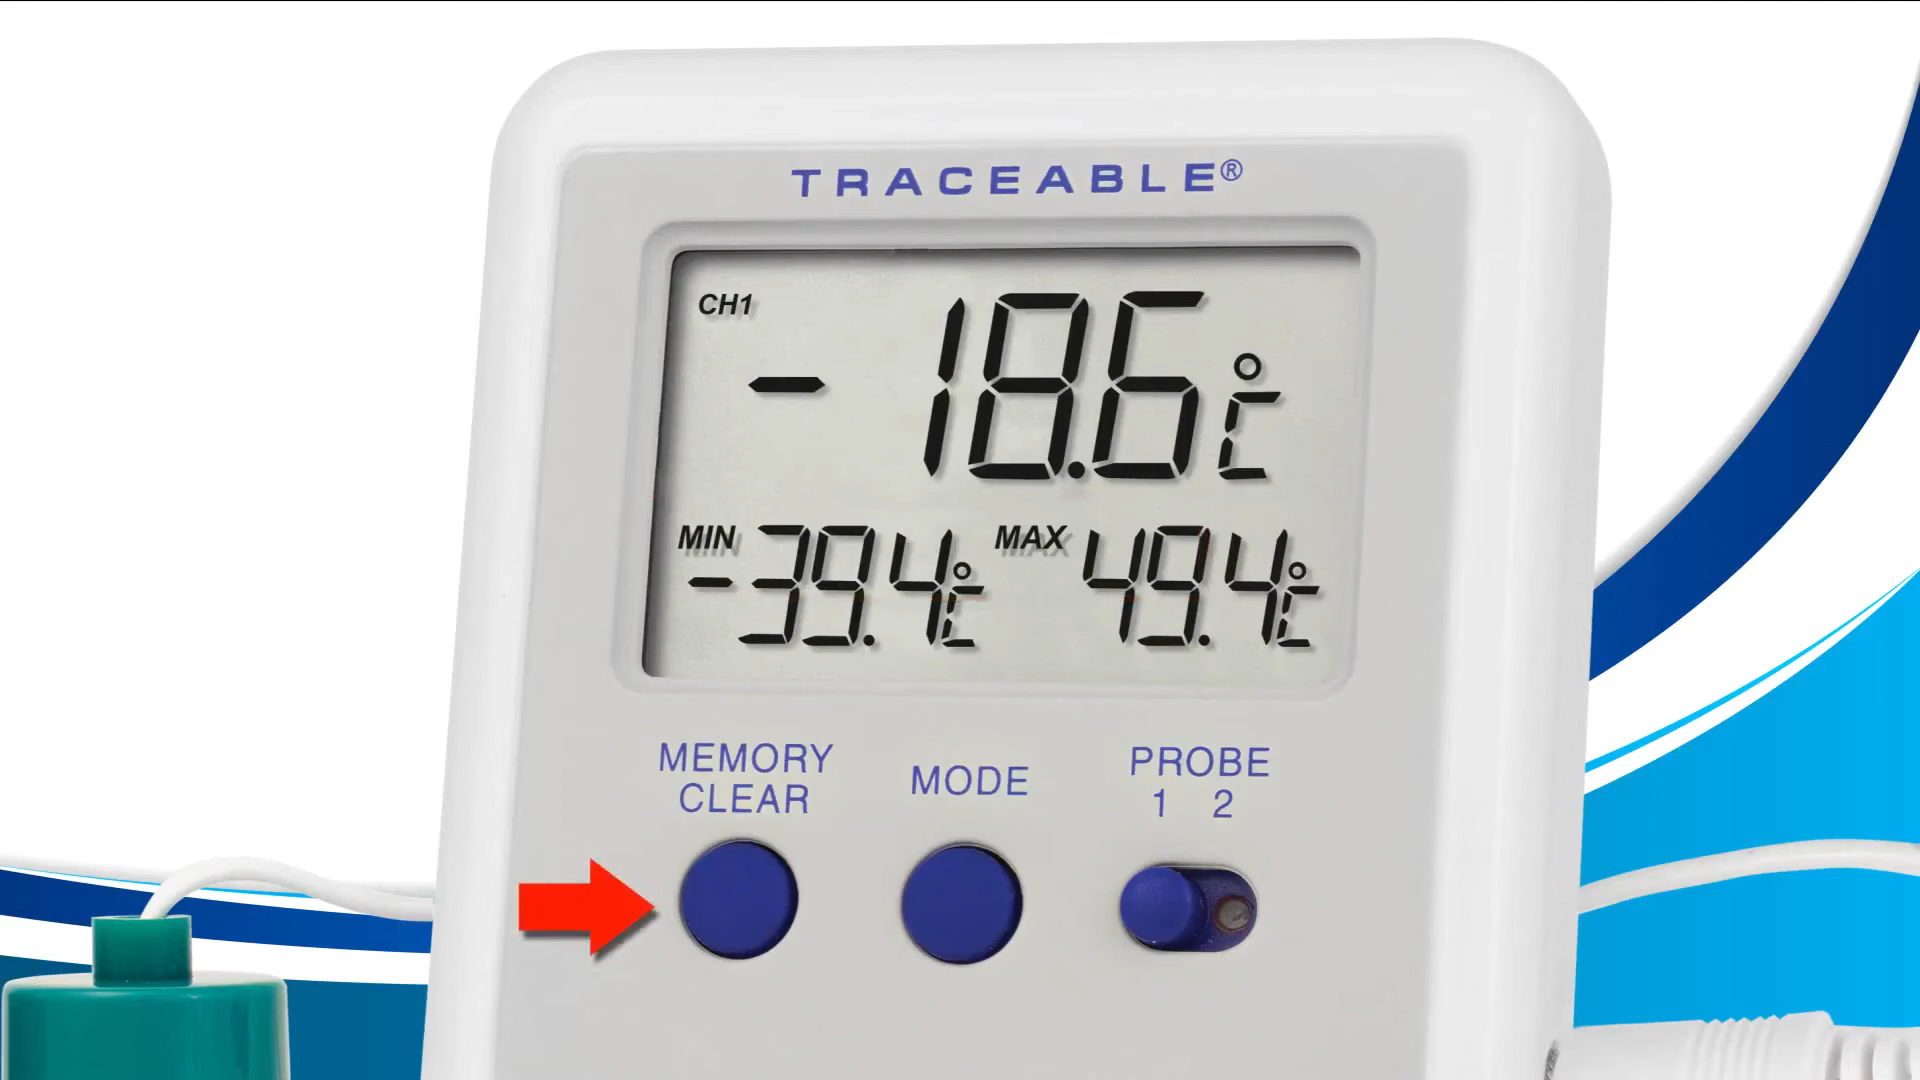 TRACEABLE®
CH1
-18.6°C
MIN -39.4°C MAX 49.4°C
MEMORY CLEAR
MODE
PROBE
1 2